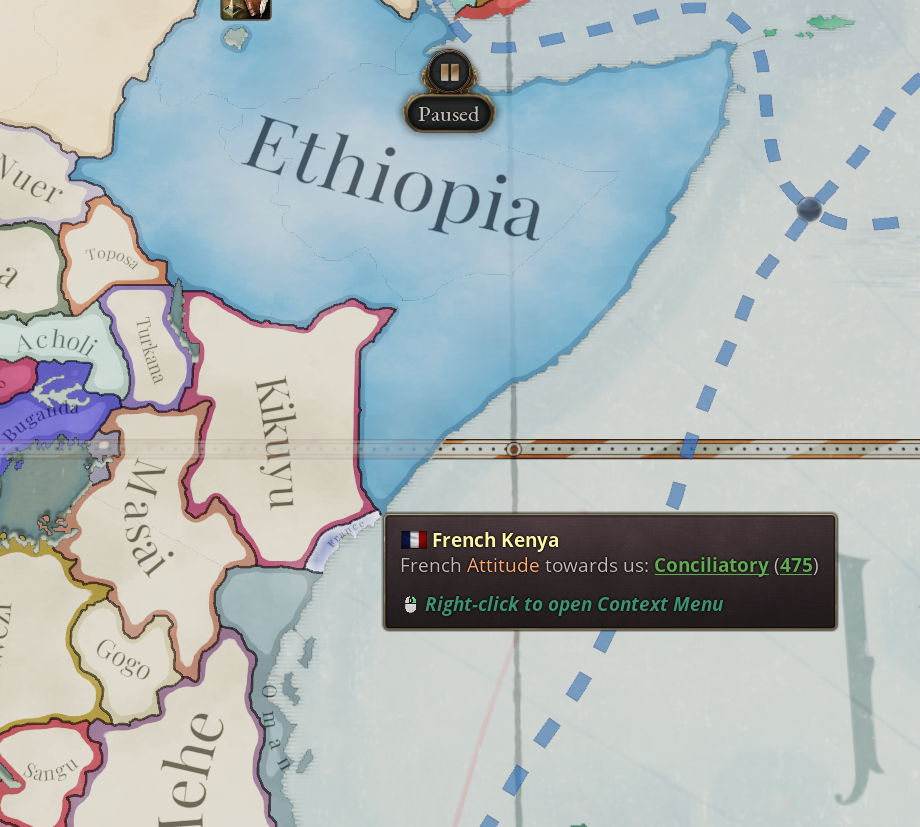 Paused
Ethiopia
Nuer
Toposa
a
Acholi
Turkana
Buganda
Kikuyu
Masai
France
French Kenya
French Attitude towards us: Conciliatory (475)
Right-click to open Context Menu
Gogo
Oman
Sangu